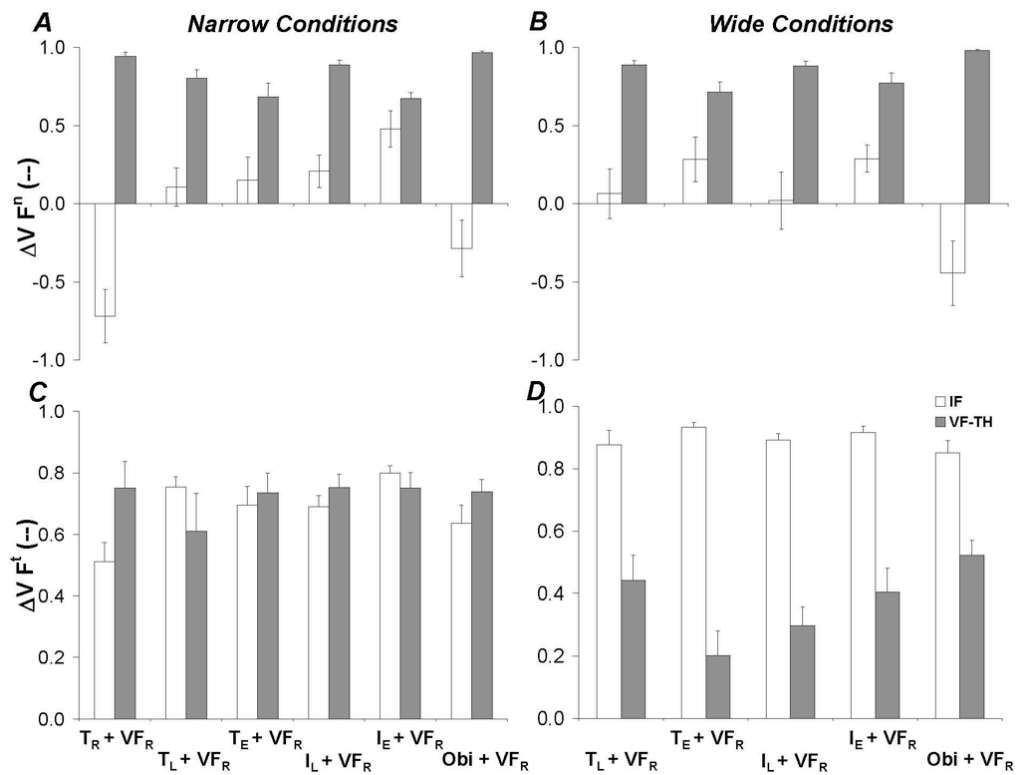 A Narrow Conditions
B Wide Conditions
1.0
0.5
0.0
-0.5
-1.0
ΔV Fⁿ (--)
1.0
0.5
0.0
-0.5
-1.0
C
1.0
0.8
0.6
0.4
0.2
0.0
ΔV Fᵗ (--)
D
1.0
0.8
0.6
0.4
0.2
0.0
IF
VF-TH
T_R + VF_R
T_L + VF_R
T_E + VF_R
I_L + VF_R
I_E + VF_R
Obi + VF_R
T_L + VF_R
T_E + VF_R
I_L + VF_R
I_E + VF_R
Obi + VF_R